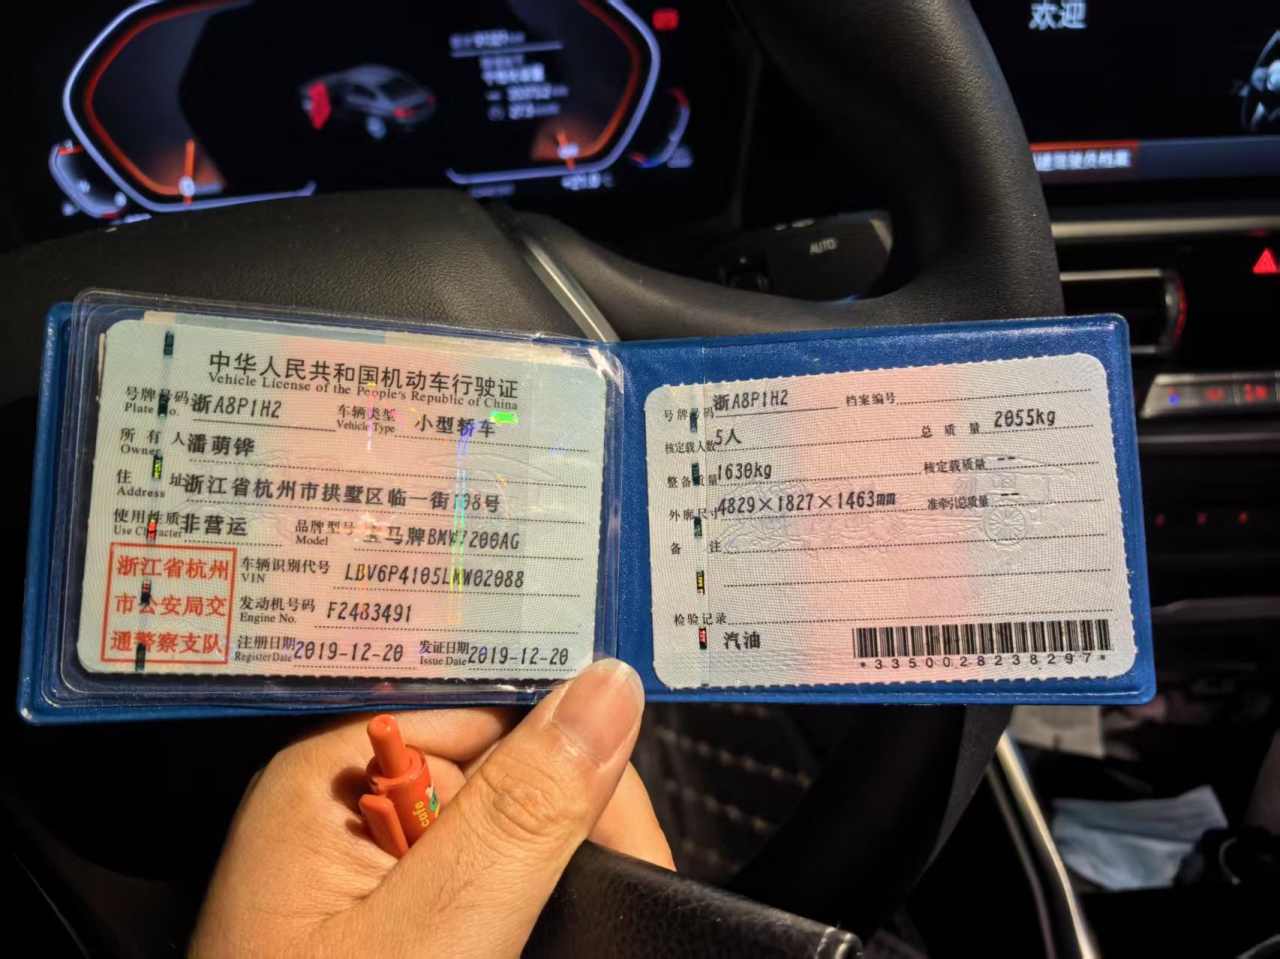 欢迎
AUTO
中华人民共和国机动车行驶证
Vehicle License of the People's Republic of China
号牌号码 浙A8P1H2 车辆类型 小型轿车
Plate No. Vehicle Type
所有人 潘萌铧
Owner
住址 浙江省杭州市拱墅区临一街198号
Address
使用性质 非营运 品牌型号 宝马牌BMW7200AG
Use Character Model
浙江省杭州
市公安局交
通警察支队
车辆识别代号 LBV6P4105LMW02088
VIN
发动机号码 F2483491
Engine No.
注册日期 2019-12-20 发证日期 2019-12-20
Register Date Issue Date
号牌号码 浙A8P1H2 档案编号
核定载人数 5人 总质量 2055kg
整备质量 1630kg 核定载质量 --
外廓尺寸 4829×1827×1463mm 准牵引总质量 --
备注
检验记录
汽油
*3350028238297*
cafe